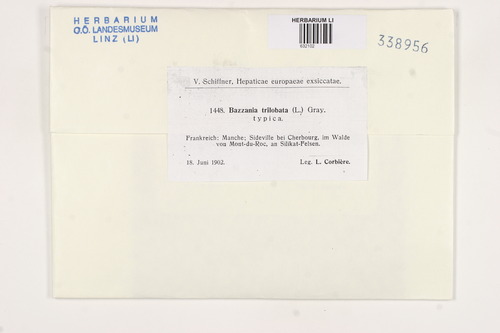 HERBARIUM
O.Ö. LANDESMUSEUM
LINZ (LI)
HERBARIUM LI
338956
V. Schiffner, Hepaticae europaeae exsiccatae.
1448. Bazzania trilobata (L.) Gray.
typica.
Frankreich: Manche; Sideville bei Cherbourg, im Walde
von Mont-du-Roc, an Silikat-Felsen.
18. Juni 1902. Leg. L. Corbière.